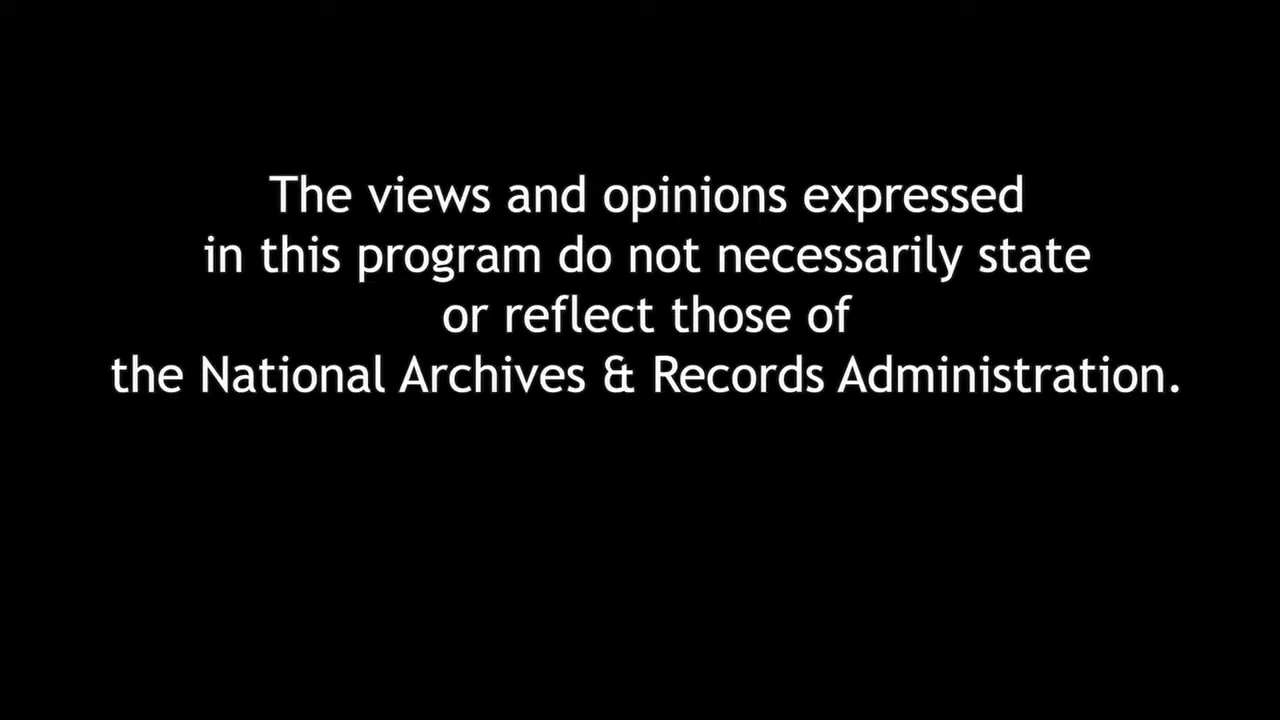 The views and opinions expressed
in this program do not necessarily state
or reflect those of
the National Archives & Records Administration.